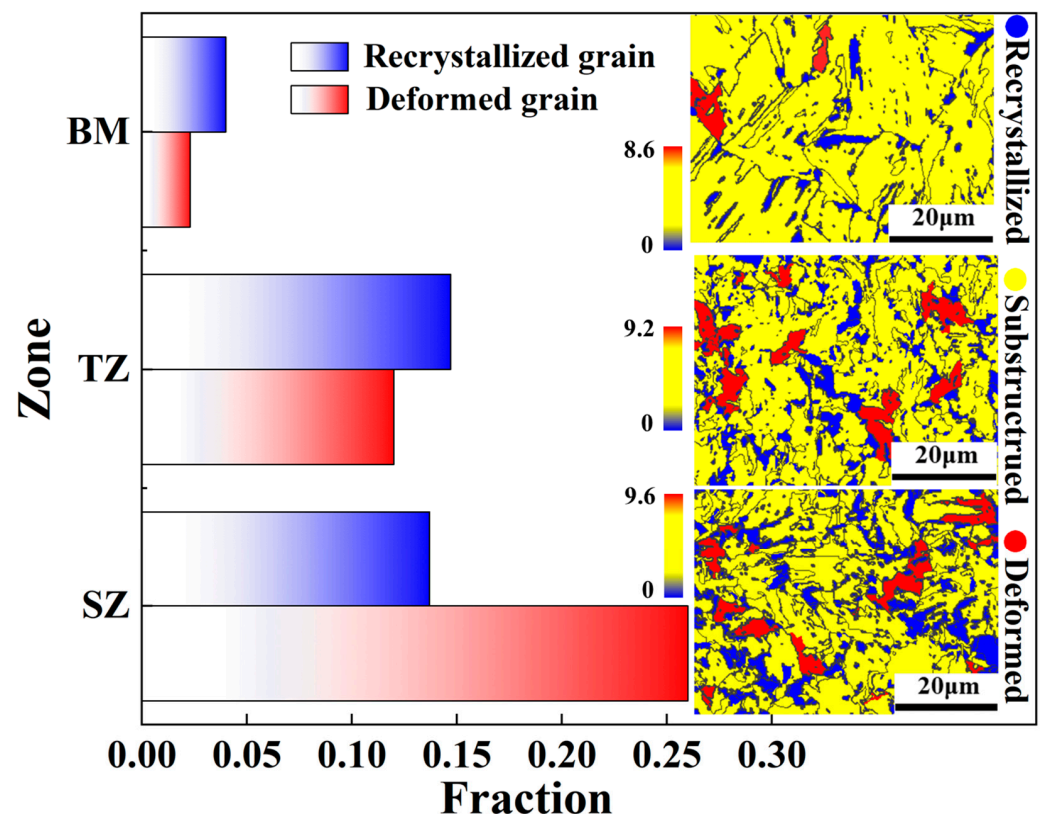 Recrystallized grain
Deformed grain
Zone
BM
TZ
SZ
0.00
0.05
0.10
0.15
0.20
0.25
0.30
Fraction
8.6
0
20μm
9.2
0
20μm
9.6
0
20μm
Recrystallized
Substructrued
Deformed